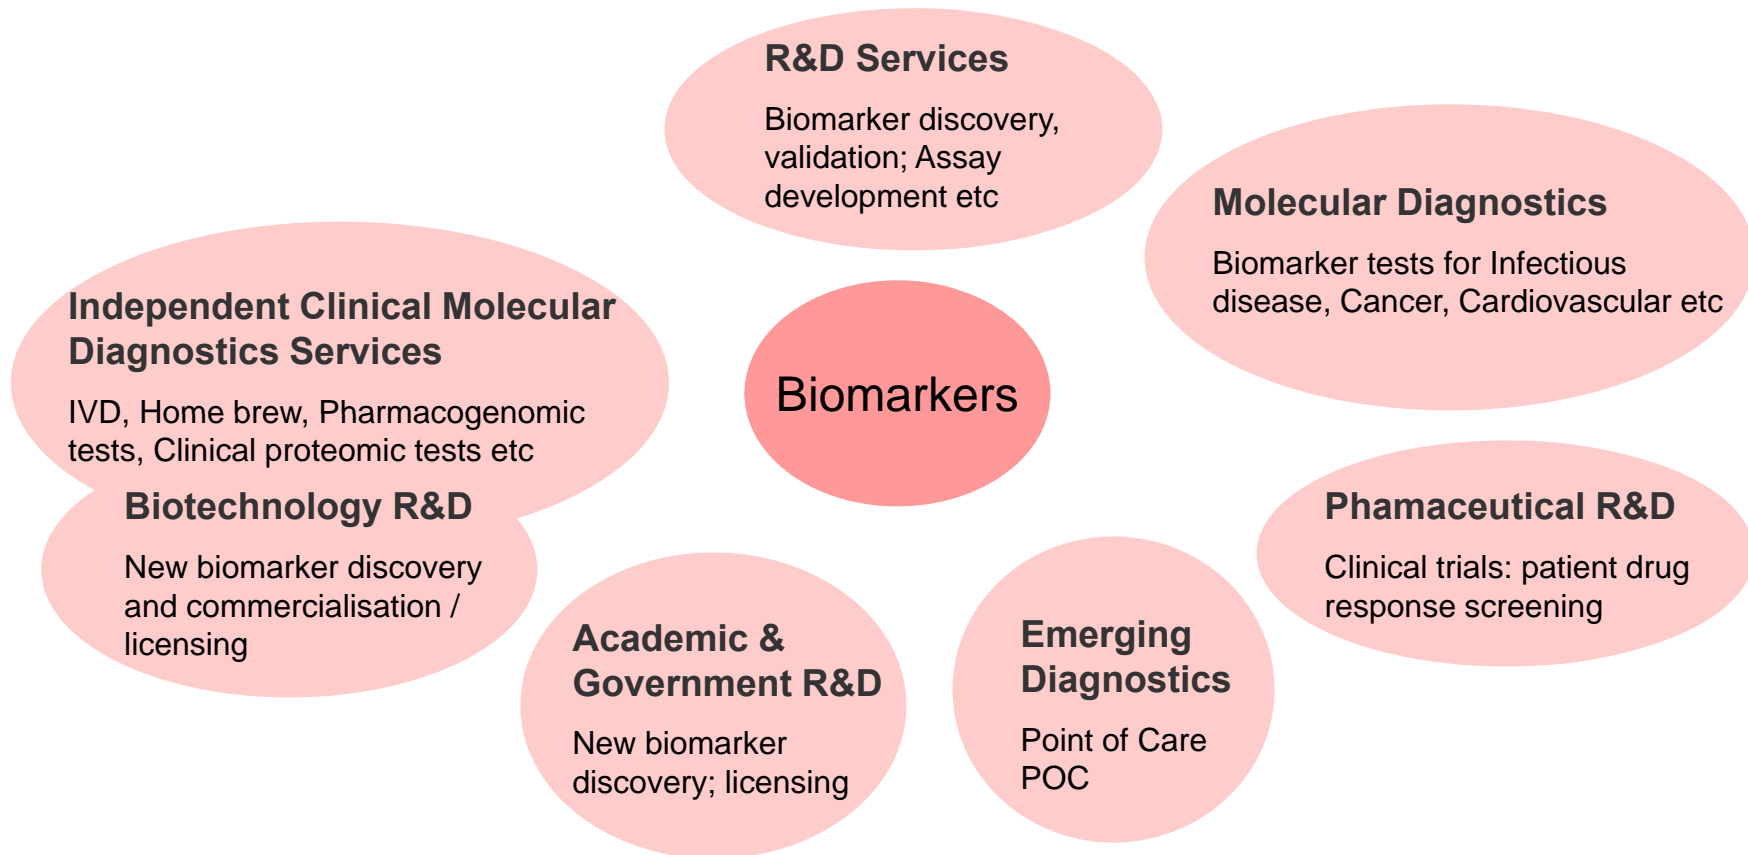 R&D Services
Biomarker discovery,
validation; Assay
development etc
Molecular Diagnostics
Biomarker tests for Infectious
disease, Cancer, Cardiovascular etc
Independent Clinical Molecular
Diagnostics Services
IVD, Home brew, Pharmacogenomic
tests, Clinical proteomic tests etc
Biomarkers
Biotechnology R&D
New biomarker discovery
and commercialisation /
licensing
Phamaceutical R&D
Clinical trials: patient drug
response screening
Academic &
Government R&D
New biomarker
discovery; licensing
Emerging
Diagnostics
Point of Care
POC